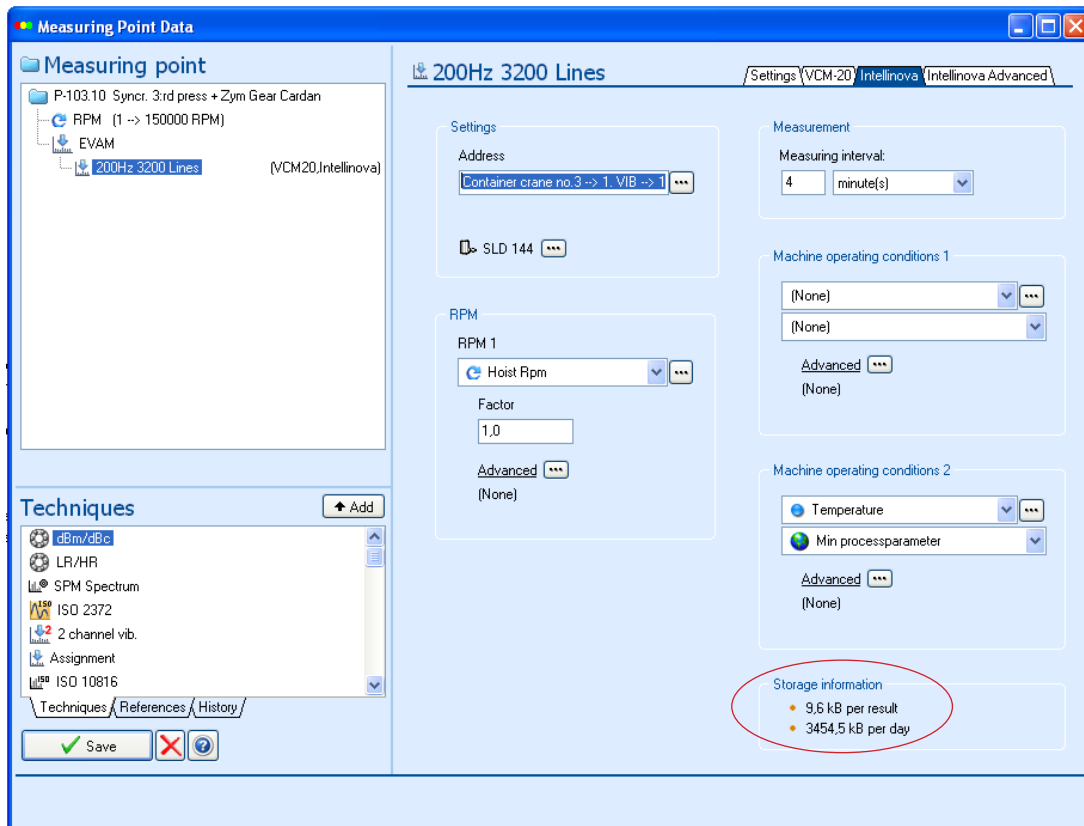 Measuring Point Data
Measuring point
P-103.10 Syncr. 3:rd press + Zym Gear Cardan
RPM (1 --> 150000 RPM)
EVAM
200Hz 3200 Lines (VCM20,Intellinova)
Techniques
Add
dBm/dBc
LR/HR
SPM Spectrum
ISO 2372
2 channel vib.
Assignment
ISO 10816
Techniques References History
Save
200Hz 3200 Lines
Settings VCM-20 Intellinova Intellinova Advanced
Settings
Address
Container crane no.3 --> 1. VIB --> 1 ...
SLD 144 ...
RPM
RPM 1
Hoist Rpm ...
Factor
1,0
Advanced ...
(None)
Measurement
Measuring interval:
4 minute(s)
Machine operating conditions 1
(None) ...
(None)
Advanced ...
(None)
Machine operating conditions 2
Temperature ...
Min processparameter
Advanced ...
(None)
Storage information
9,6 kB per result
3454,5 kB per day